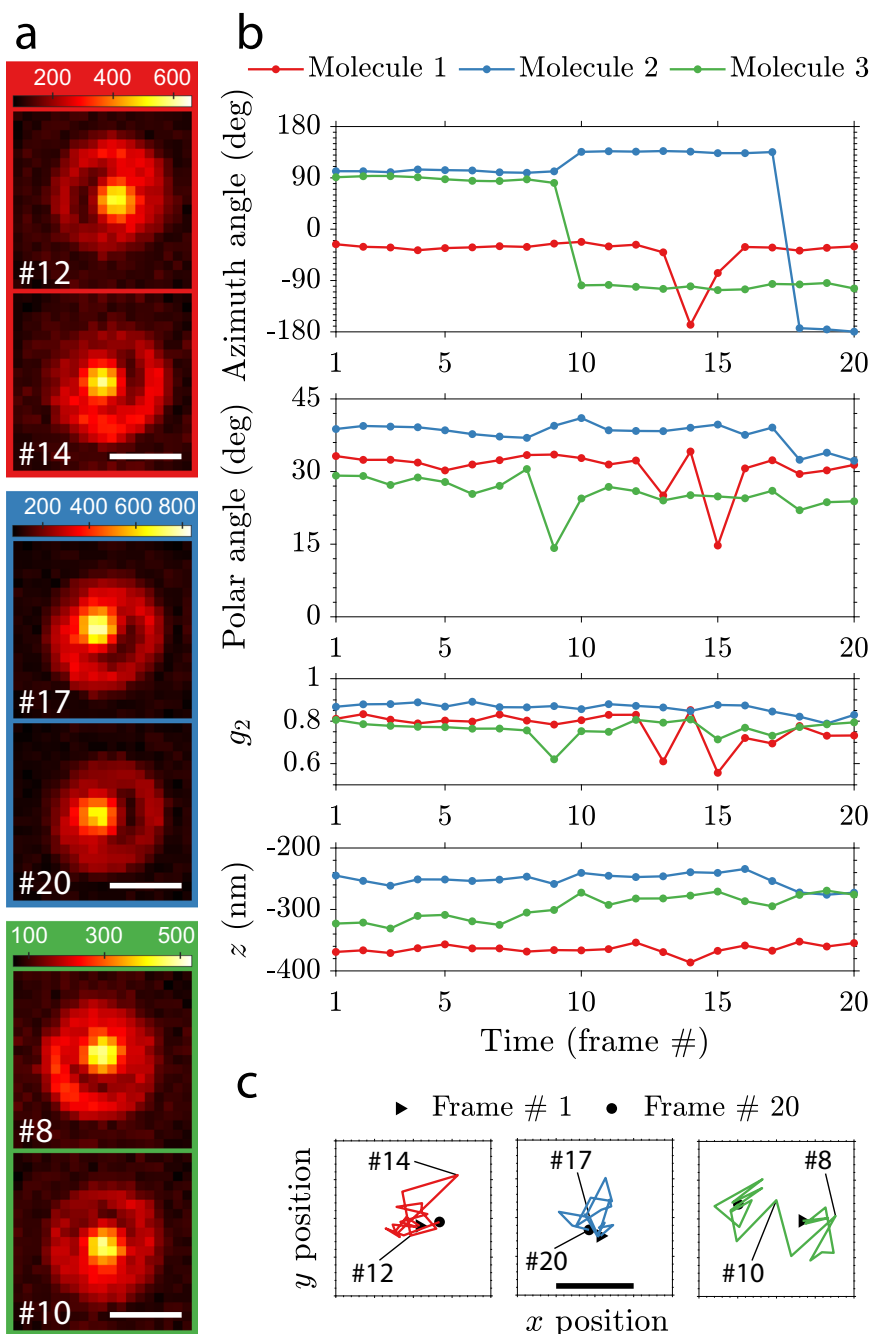 a
200 400 600
#12
#14
200 400 600 800
#17
#20
100 300 500
#8
#10
b
Molecule 1 Molecule 2 Molecule 3
Azimuth angle (deg)
180
90
0
-90
-180
1 5 10 15 20
Polar angle (deg)
45
30
15
0
1 5 10 15 20
g2
1
0.8
0.6
1 5 10 15 20
z (nm)
-200
-300
-400
1 5 10 15 20
Time (frame #)
c
Frame # 1 Frame # 20
y position
#14
#12
#17
#20
#8
#10
x position